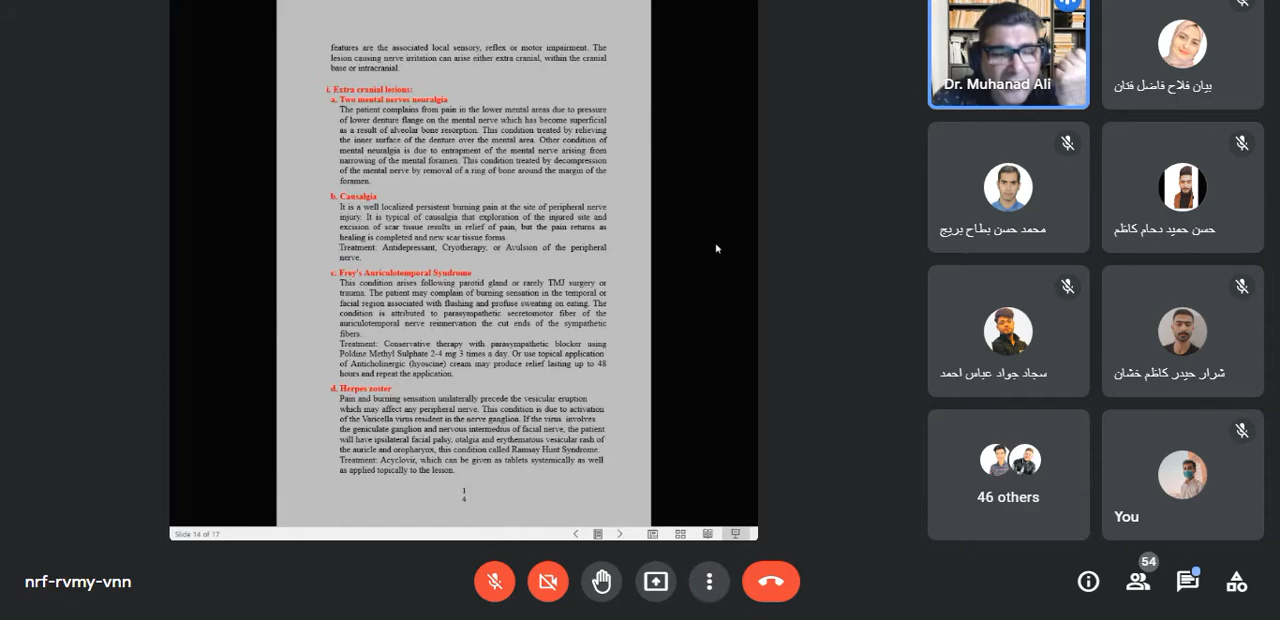 features are the associated local sensory, reflex or motor impairment. The
lesion causing nerve irritation can arise either extra cranial, within the cranial
base or intracranial.
i. Extra cranial lesions:
a. Two mental nerves neuralgia
The patient complains from pain in the lower mental areas due to pressure
of lower denture flange on the mental nerve which has become superficial
as a result of alveolar bone resorption. This condition treated by relieving
the inner surface of the denture over the mental area. Other condition of
mental neuralgia is due to entrapment of the mental nerve arising from
narrowing of the mental foramen. This condition treated by decompression
of the mental nerve by removal of a ring of bone around the margin of the
foramen.
b. Causalgia
It is a well localized persistent burning pain at the site of peripheral nerve
injury. It is typical of causalgia that exploration of the injured site and
excision of scar tissue results in relief of pain, but the pain returns as
healing is completed and new scar tissue forms.
Treatment: Antidepressant, Cryotherapy, or Avulsion of the peripheral
nerve.
c. Frey's Auriculotemporal Syndrome
This condition arises following parotid gland or rarely TMJ surgery or
trauma. The patient may complain of burning sensation in the temporal or
facial region associated with flushing and profuse sweating on eating. The
condition is attributed to parasympathetic secretomotor fiber of the
auriculotemporal nerve reinnervation the cut ends of the sympathetic
fibers.
Treatment: Conservative therapy with parasympathetic blocker using
Poldine Methyl Sulphate 2-4 mg 3 times a day. Or use topical application
of Anticholinergic (hyoscine) cream may produce relief lasting up to 48
hours and repeat the application.
d. Herpes zoster
Pain and burning sensation unilaterally precede the vesicular eruption
which may affect any peripheral nerve. This condition is due to activation
of the Varicella virus resident in the nerve ganglion. If the virus involves
the geniculate ganglion and nervous intermedius of facial nerve, the patient
will have ipsilateral facial palsy, otalgia and erythematous vesicular rash of
the auricle and oropharynx, this condition called Ramsay Hunt Syndrome.
Treatment: Acyclovir, which can be given as tablets systemically as well
as applied topically to the lesion.
1
4
Slide 14 of 17
Dr. Muhanad Ali
بيان فلاح فاضل فتان
محمد حسن بطاح بريج
حسن حميد دحام كاظم
سجاد جواد عباس احمد
شرار حيدر كاظم خشان
46 others
You
nrf-rvmy-vnn
54